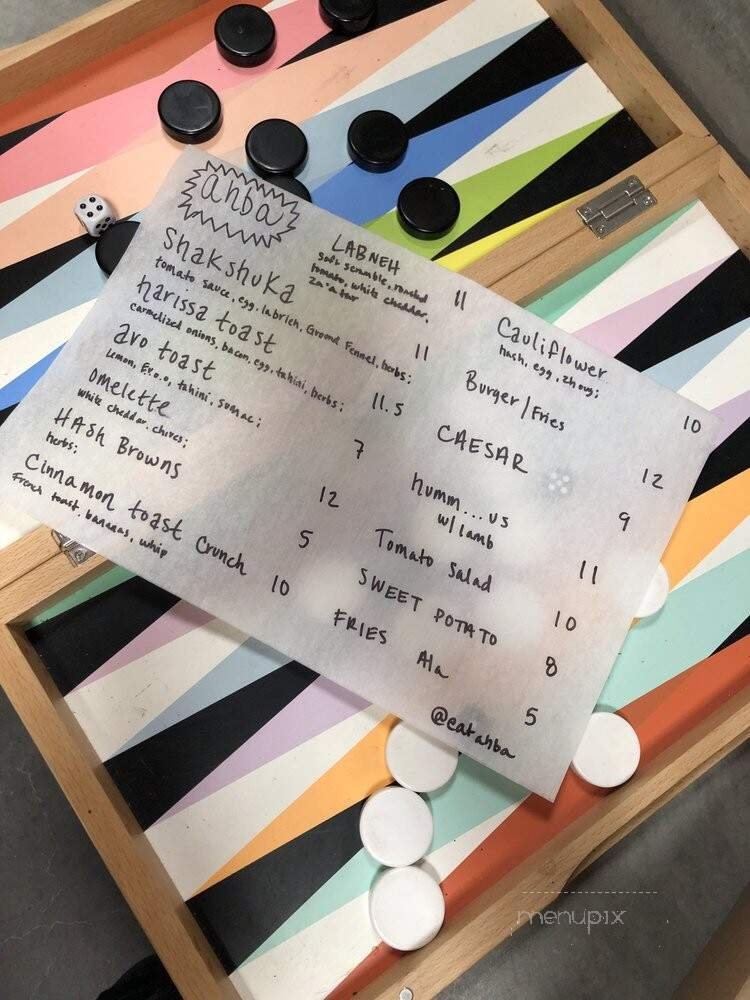 ahba
Shakshuka 11
tomato sauce, egg, labneh, Ground Fennel, herbs;
harissa toast 11.5
carmelized onions, bacon, egg, tahini, herbs;
avo toast 7
lemon, Evoo, tahini, sumac;
omelette 12
white cheddar, chives;
HASH BROWNS 5
herbs;
Cinnamon toast Crunch 10
French toast, bananas, whip
LABNEH 11
Soft scramble, roasted
tomato, white cheddar,
Za'atar
Cauliflower 10
hash, egg, zhoug;
Burger/Fries 12
CAESAR 9
humm...us 11
w/ lamb
Tomato Salad 10
SWEET POTATO 8
FRIES Ala 5
@eatahba
menupix